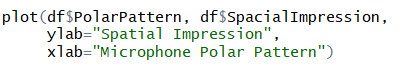 plot(df$PolarPattern, df$SpacialImpression,
ylab="Spatial Impression",
xlab="Microphone Polar Pattern")